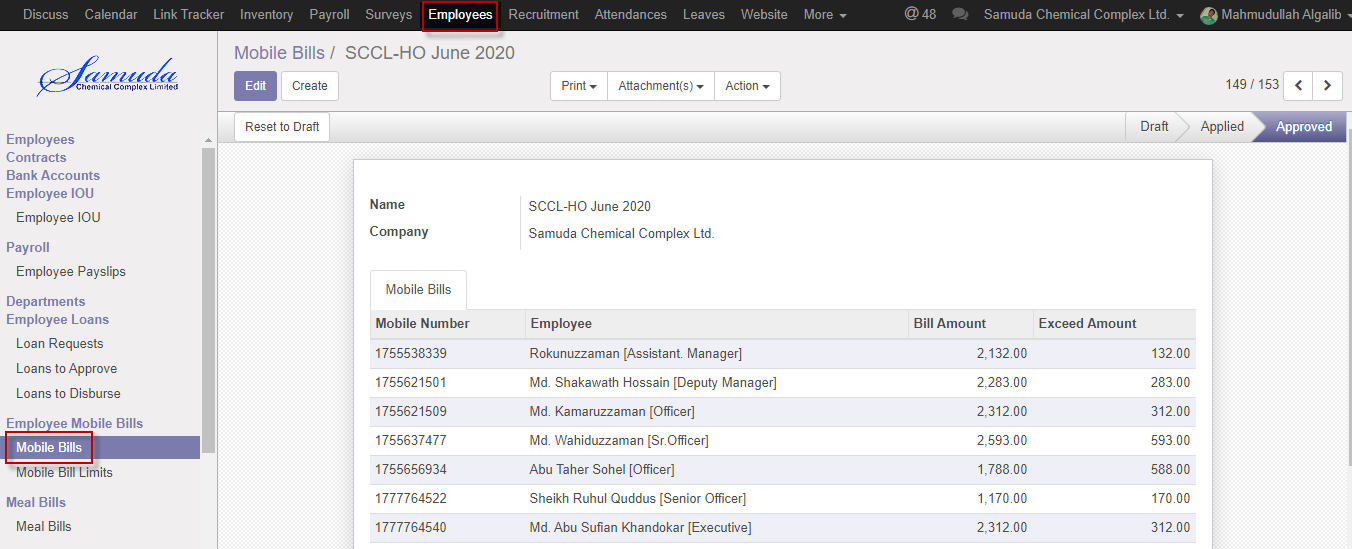 Discuss Calendar Link Tracker Inventory Payroll Surveys Employees Recruitment Attendances Leaves Website More @ 48 Samuda Chemical Complex Ltd. Mahmudullah Algalib
Samuda
Chemical Complex Limited
Mobile Bills / SCCL-HO June 2020
Edit Create Print Attachment(s) Action 149 / 153
Reset to Draft Draft Applied Approved
Employees
Contracts
Bank Accounts
Employee IOU
Employee IOU
Payroll
Employee Payslips
Departments
Employee Loans
Loan Requests
Loans to Approve
Loans to Disburse
Employee Mobile Bills
Mobile Bills
Mobile Bill Limits
Meal Bills
Meal Bills
Name SCCL-HO June 2020
Company Samuda Chemical Complex Ltd.
Mobile Bills
Mobile Number Employee Bill Amount Exceed Amount
1755538339 Rokunuzzaman [Assistant. Manager] 2,132.00 132.00
1755621501 Md. Shakawath Hossain [Deputy Manager] 2,283.00 283.00
1755621509 Md. Kamaruzzaman [Officer] 2,312.00 312.00
1755637477 Md. Wahiduzzaman [Sr.Officer] 2,593.00 593.00
1755656934 Abu Taher Sohel [Officer] 1,788.00 588.00
1777764522 Sheikh Ruhul Quddus [Senior Officer] 1,170.00 170.00
1777764540 Md. Abu Sufian Khandokar [Executive] 2,312.00 312.00